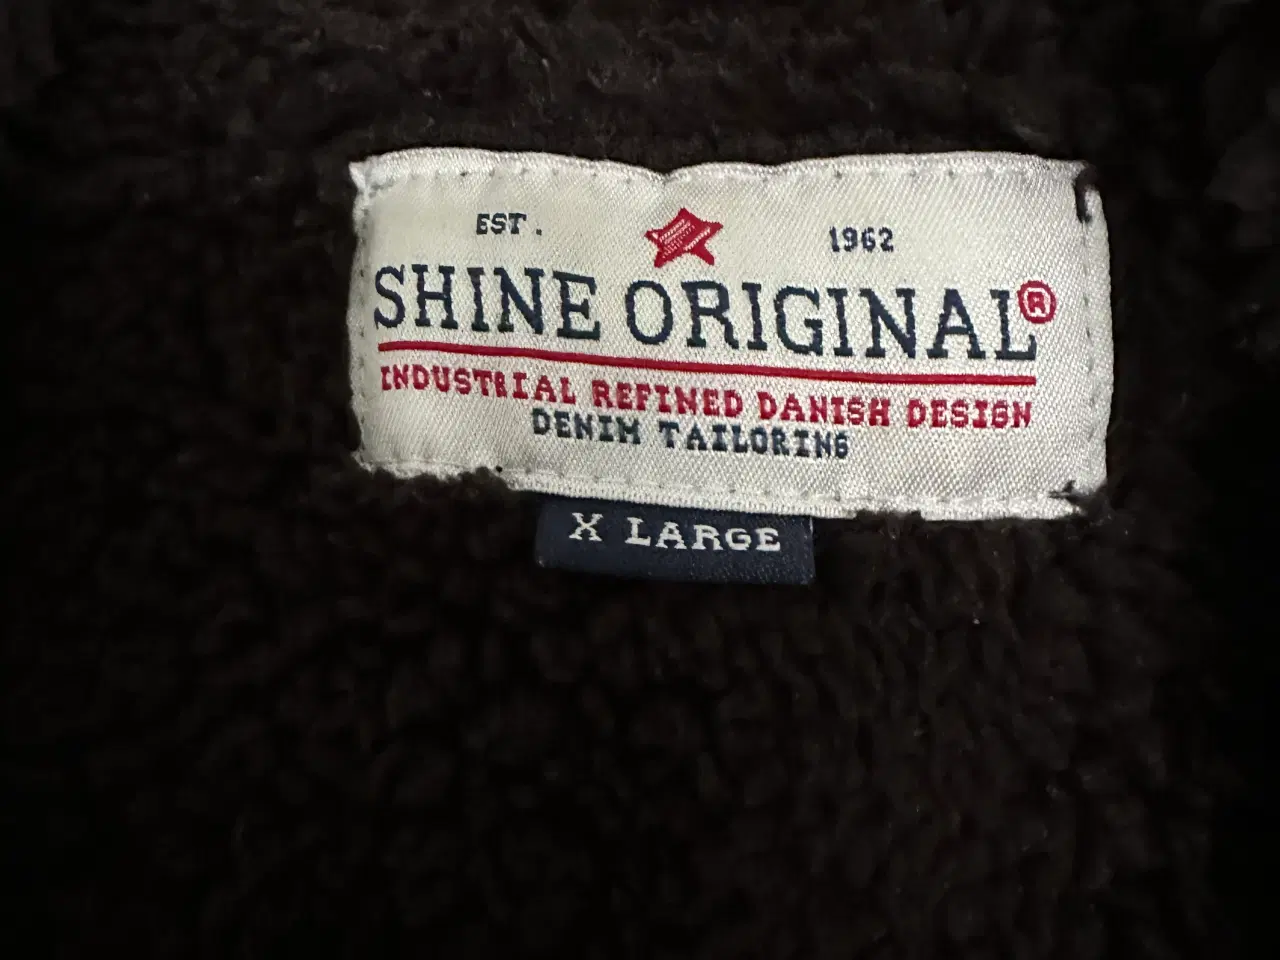 EST. 1962
SHINE ORIGINAL®
INDUSTRIAL REFINED DANISH DESIGN
DENIM TAILORING
X LARGE